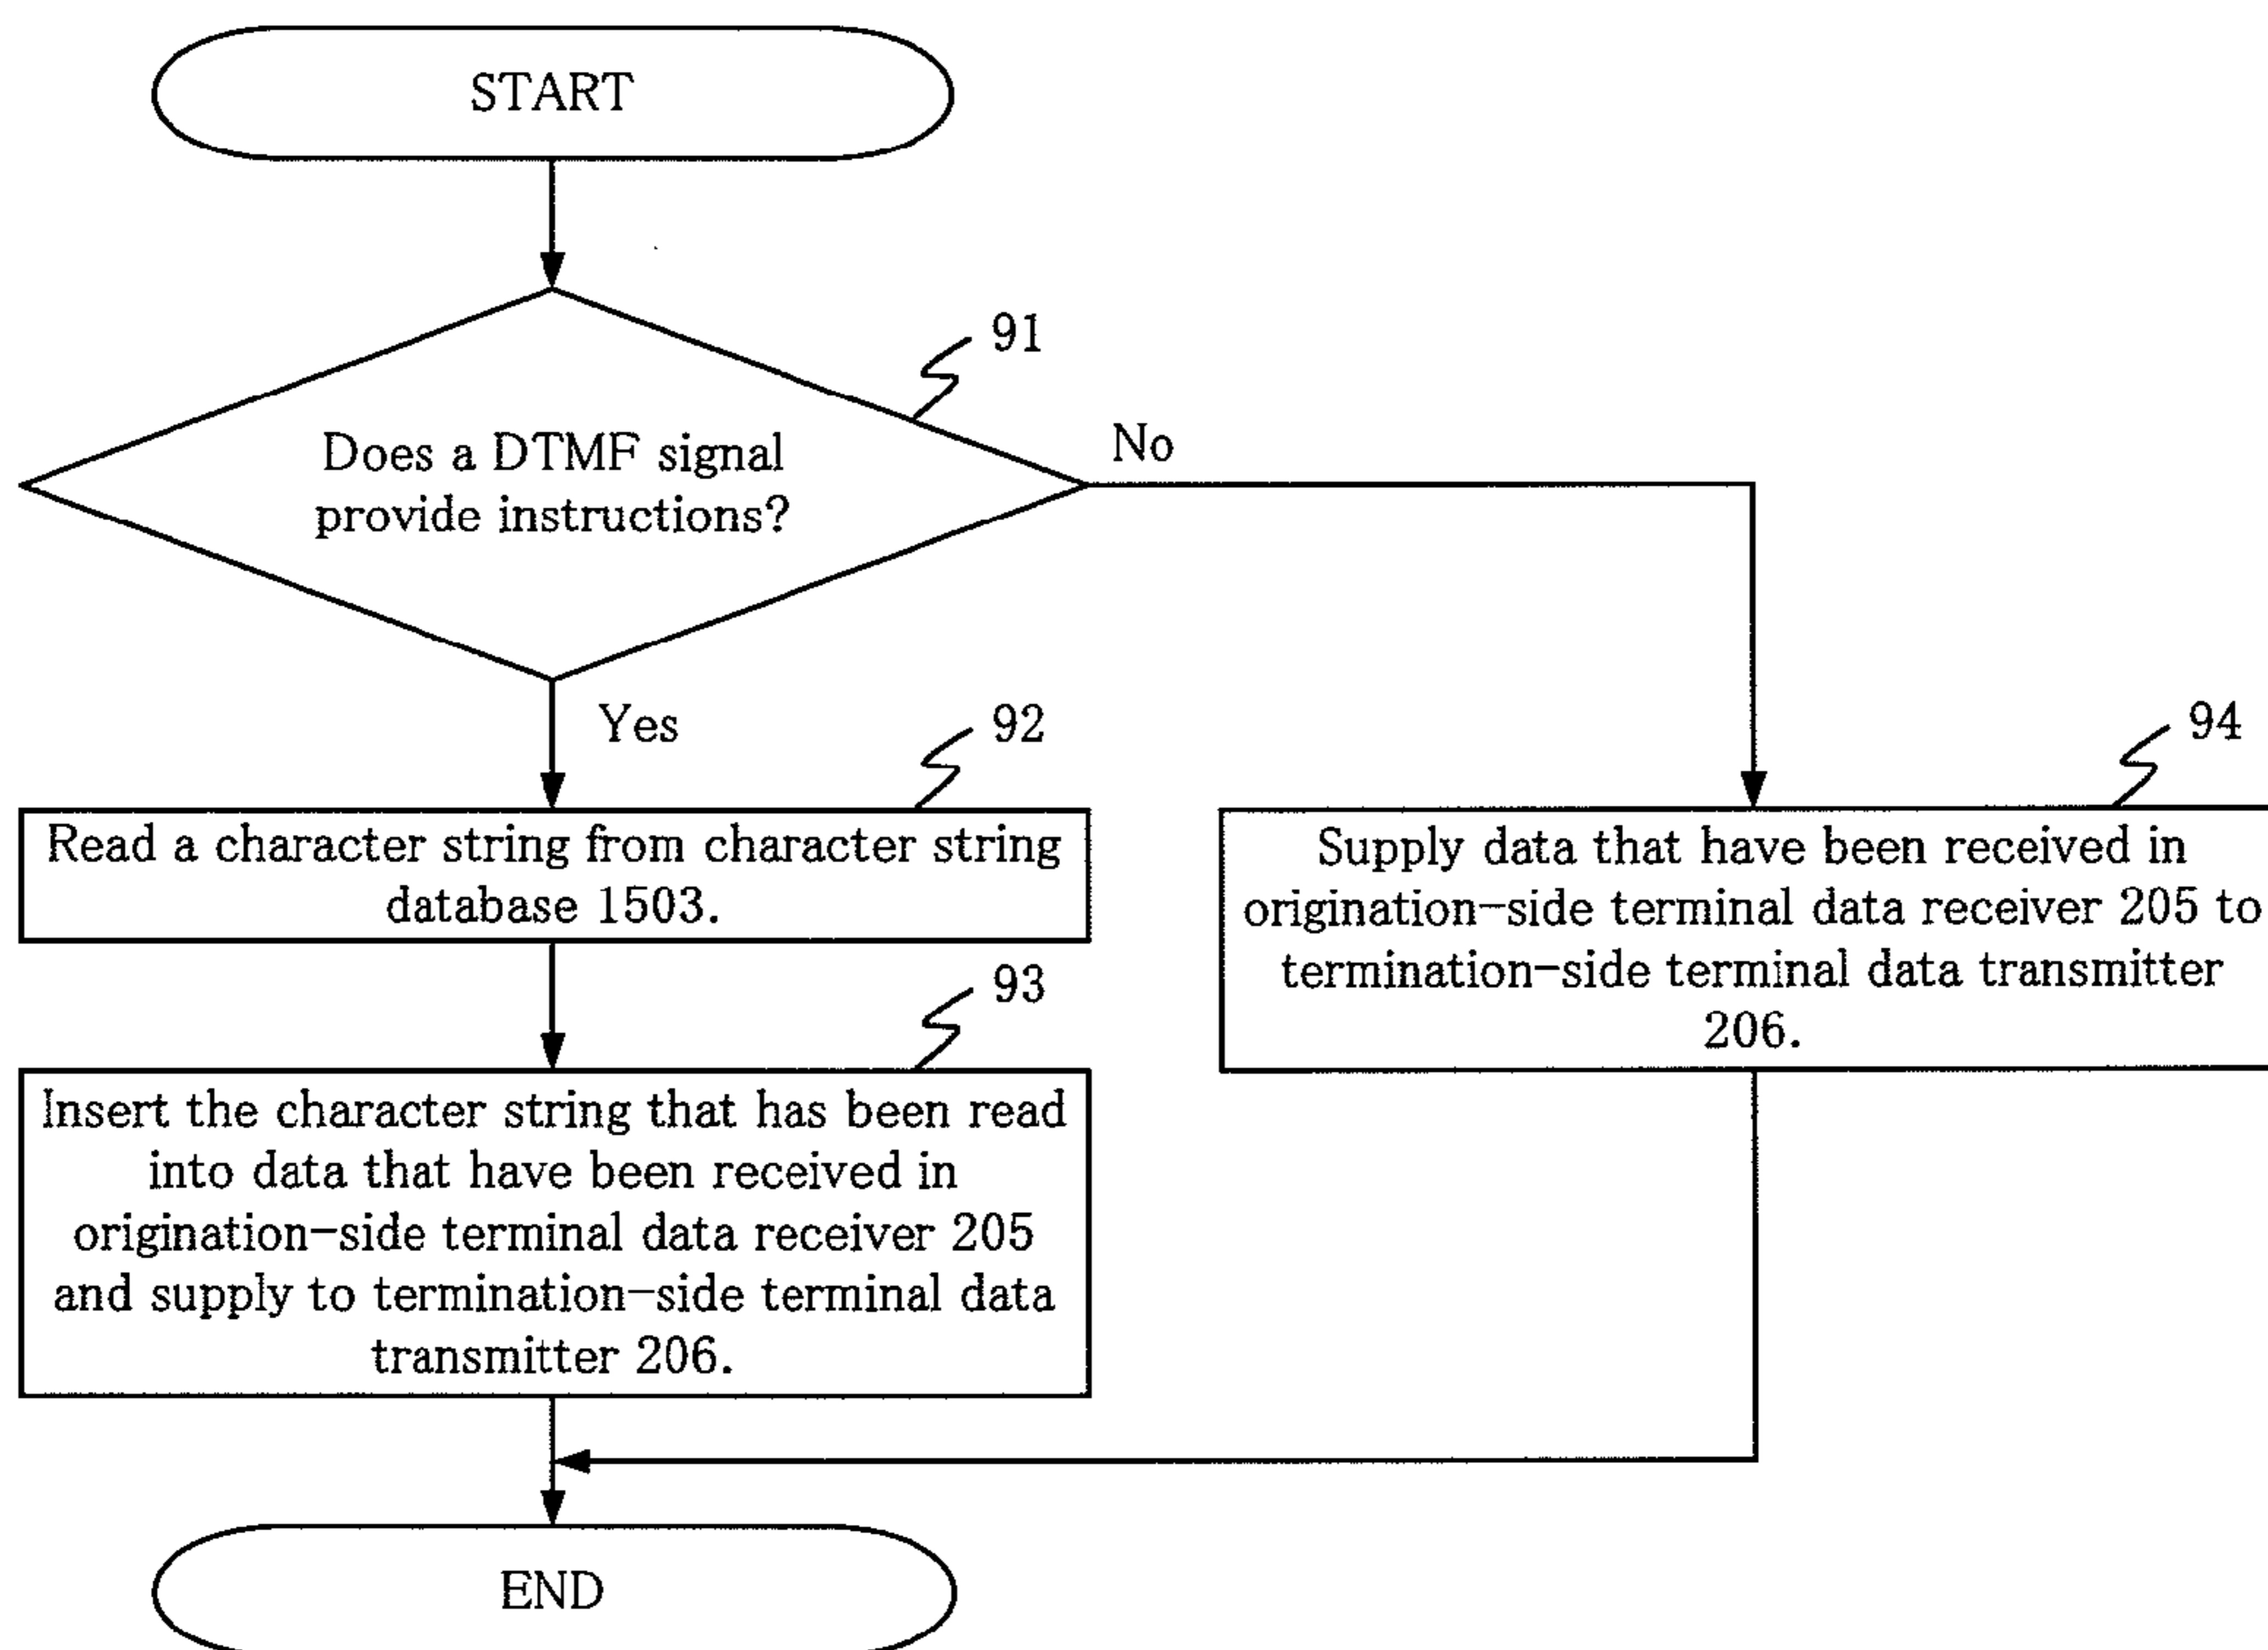 START
91
Does a DTMF signal
provide instructions?
No
Yes
92
Read a character string from character string
database 1503.
94
Supply data that have been received in
origination-side terminal data receiver 205 to
termination-side terminal data transmitter
206.
93
Insert the character string that has been read
into data that have been received in
origination-side terminal data receiver 205
and supply to termination-side terminal data
transmitter 206.
END